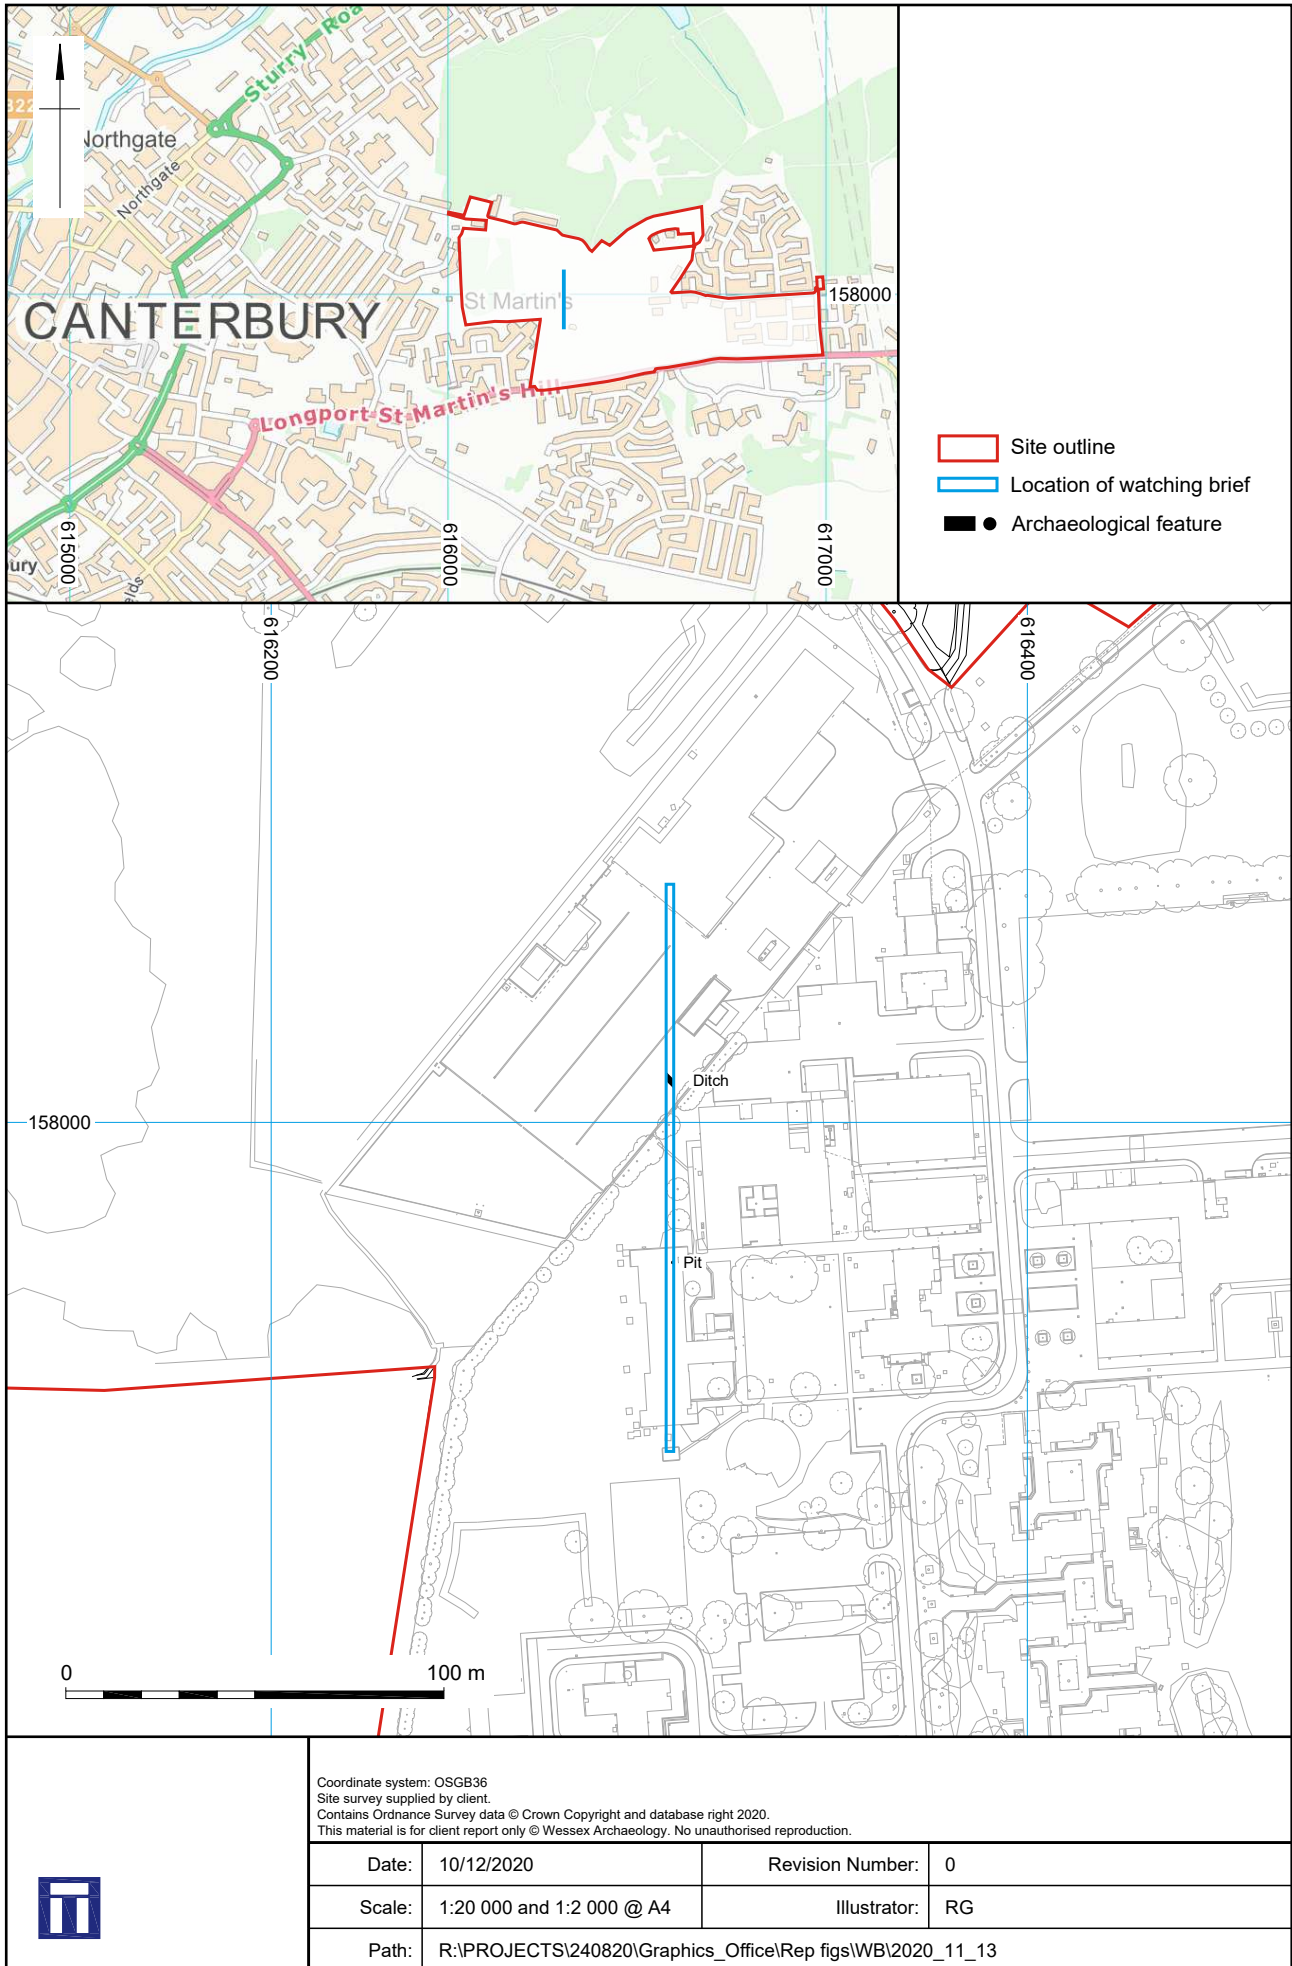 Sturry Roa
322
Northgate
Northgate
CANTERBURY
St Martin's
158000
Longport St Martin's Hill
615000
616000
617000
bury
elds
Site outline
Location of watching brief
Archaeological feature
616200
616400
Ditch
158000
Pit
0 100 m
Coordinate system: OSGB36
Site survey supplied by client.
Contains Ordnance Survey data © Crown Copyright and database right 2020.
This material is for client report only © Wessex Archaeology. No unauthorised reproduction.
Date: 10/12/2020 Revision Number: 0
Scale: 1:20 000 and 1:2 000 @ A4 Illustrator: RG
Path: R:\PROJECTS\240820\Graphics_Office\Rep figs\WB\2020_11_13